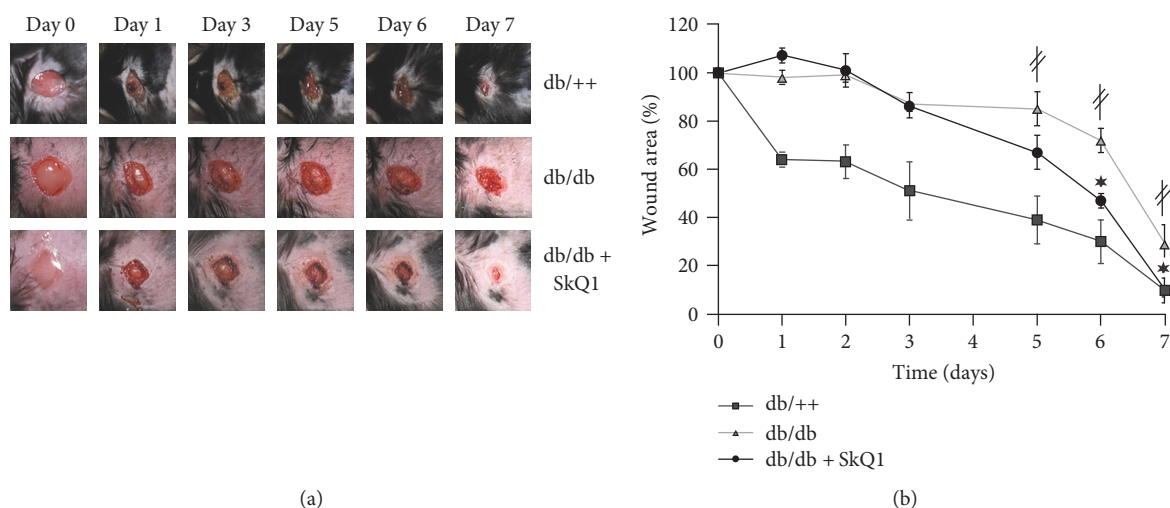 Day 0 Day 1 Day 3 Day 5 Day 6 Day 7
db/++
db/db
db/db +
SkQ1
(a)
120
100
80
60
40
20
0
Wound area (%)
0 1 2 3 4 5 6 7
Time (days)
db/++
db/db
db/db + SkQ1
(b)